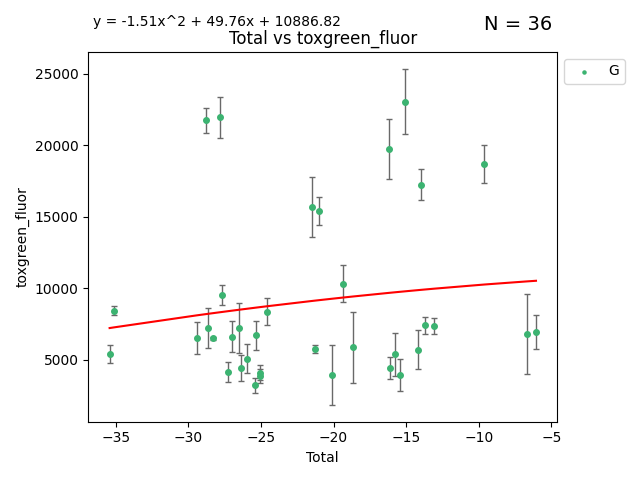 y = -1.51x^2 + 49.76x + 10886.82
N = 36
Total vs toxgreen_fluor
G
25000
20000
15000
10000
5000
toxgreen_fluor
−35 −30 −25 −20 −15 −10 −5
Total